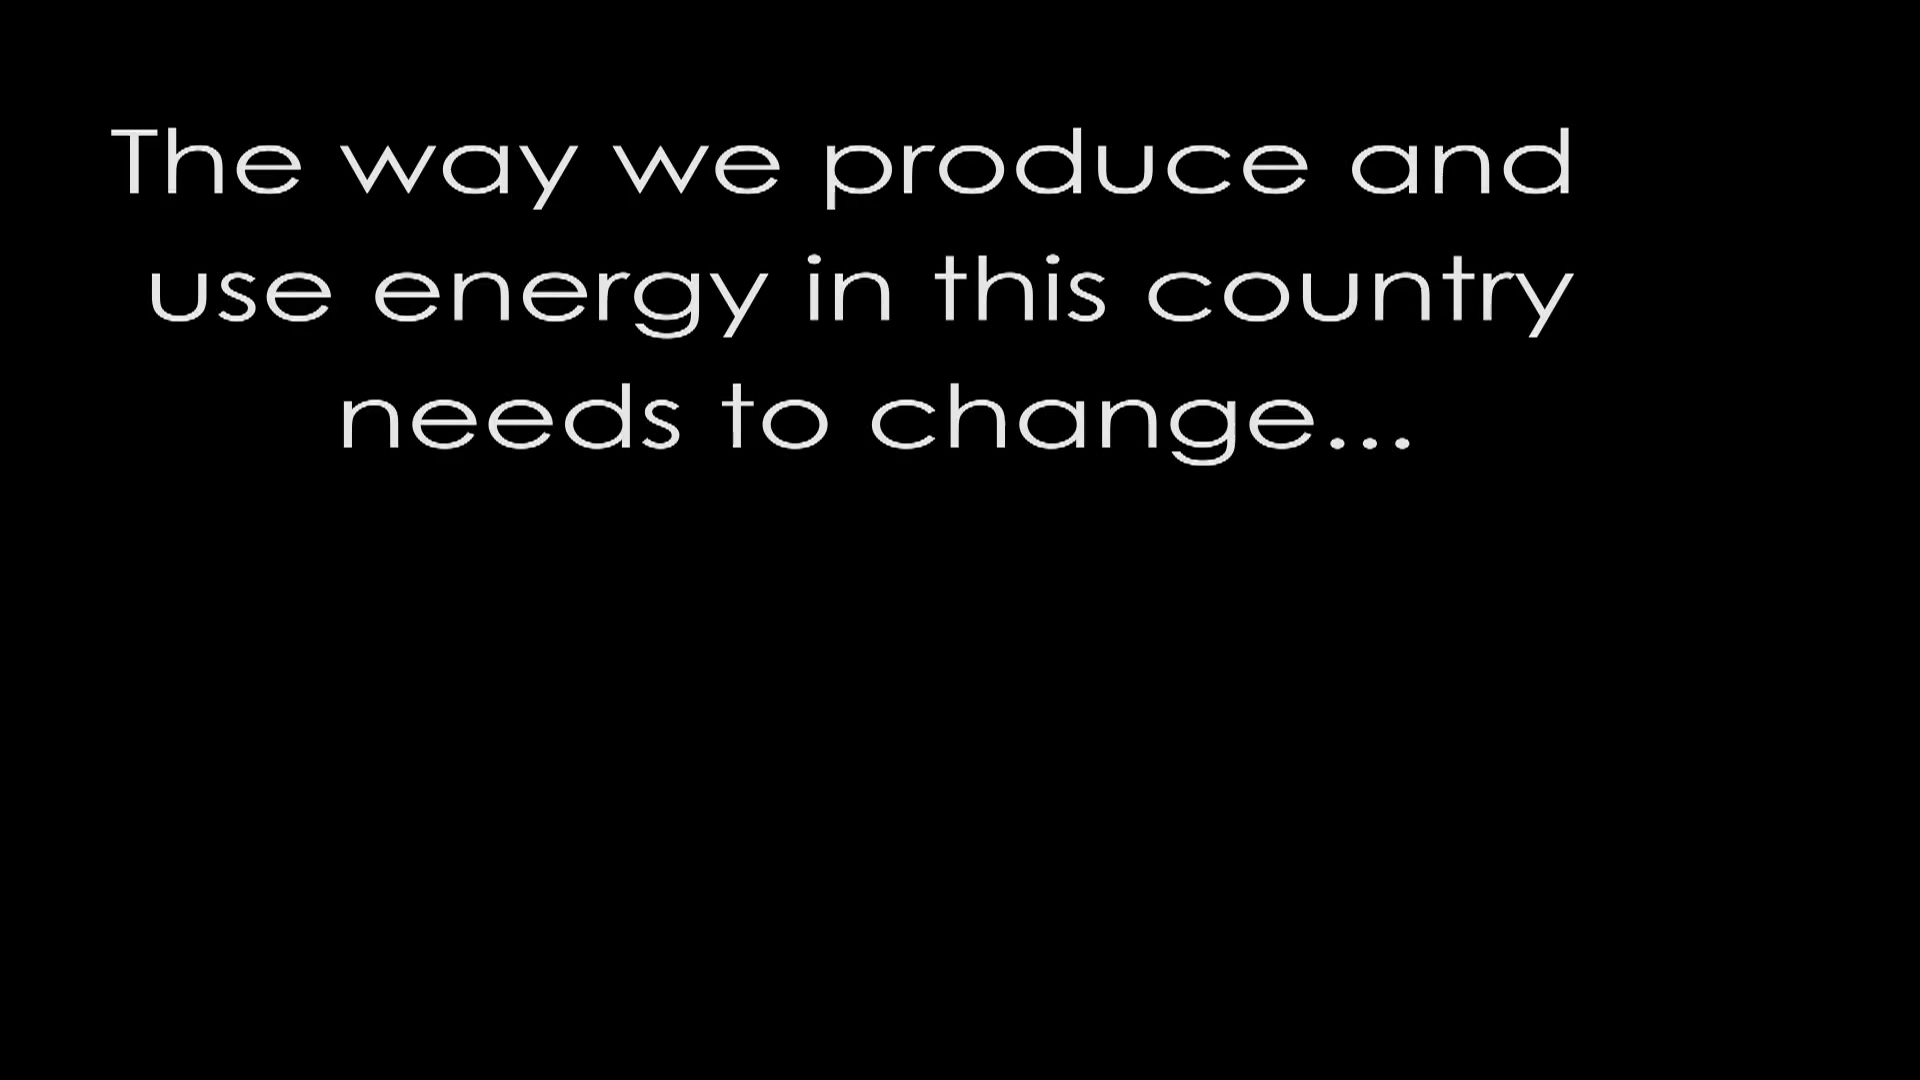 The way we produce and
use energy in this country
needs to change...